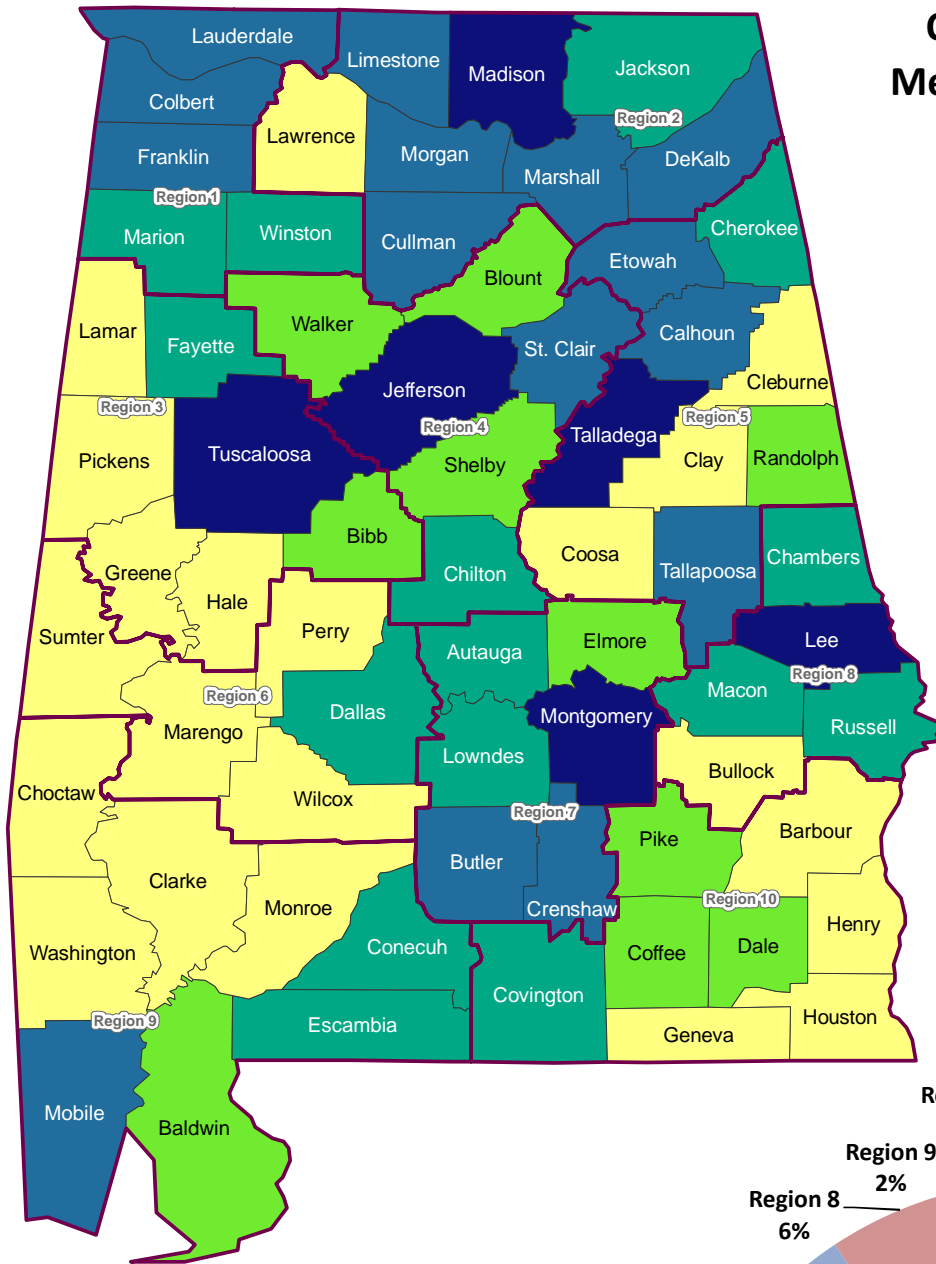 C
Me
Lauderdale
Limestone
Madison
Jackson
Colbert
Region 2
Lawrence
Franklin
Morgan
DeKalb
Marshall
Region 1
Marion
Winston
Cullman
Cherokee
Etowah
Blount
Lamar
Walker
Calhoun
Fayette
St. Clair
Jefferson
Cleburne
Region 3
Region 4
Region 5
Talladega
Tuscaloosa
Pickens
Shelby
Clay
Randolph
Bibb
Coosa
Chambers
Greene
Chilton
Tallapoosa
Hale
Perry
Sumter
Elmore
Lee
Autauga
Region 8
Region 6
Macon
Dallas
Montgomery
Russell
Marengo
Lowndes
Bullock
Choctaw
Wilcox
Region 7
Barbour
Pike
Butler
Clarke
Region 10
Monroe
Crenshaw
Henry
Conecuh
Washington
Coffee
Dale
Covington
Region 9
Escambia
Houston
Geneva
Mobile
Baldwin
Re
Region 9
2%
Region 8
6%